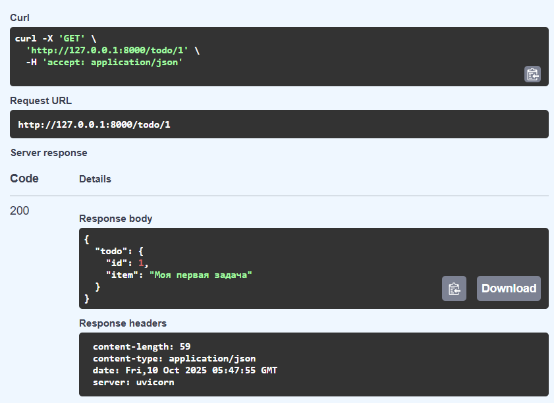 Curl
curl -X 'GET' \
'http://127.0.0.1:8000/todo/1' \
-H 'accept: application/json'
Request URL
http://127.0.0.1:8000/todo/1
Server response
Code Details
200
Response body
{
"todo": {
"id": 1,
"item": "Моя первая задача"
}
}
Download
Response headers
content-length: 59
content-type: application/json
date: Fri,10 Oct 2025 05:47:55 GMT
server: uvicorn